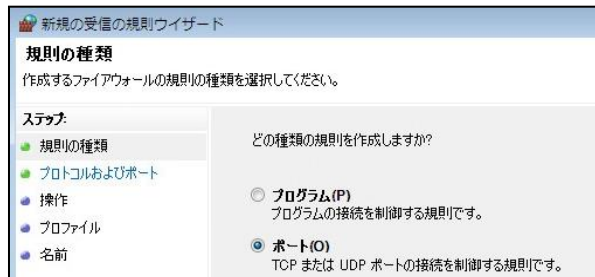 新規の受信の規則ウィザード
規則の種類
作成するファイアウォールの規則の種類を選択してください。
ステップ:
規則の種類
プロトコルおよびポート
操作
プロファイル
名前
どの種類の規則を作成しますか?
プログラム(P)
プログラムの接続を制御する規則です。
ポート(O)
TCP または UDP ポートの接続を制御する規則です。